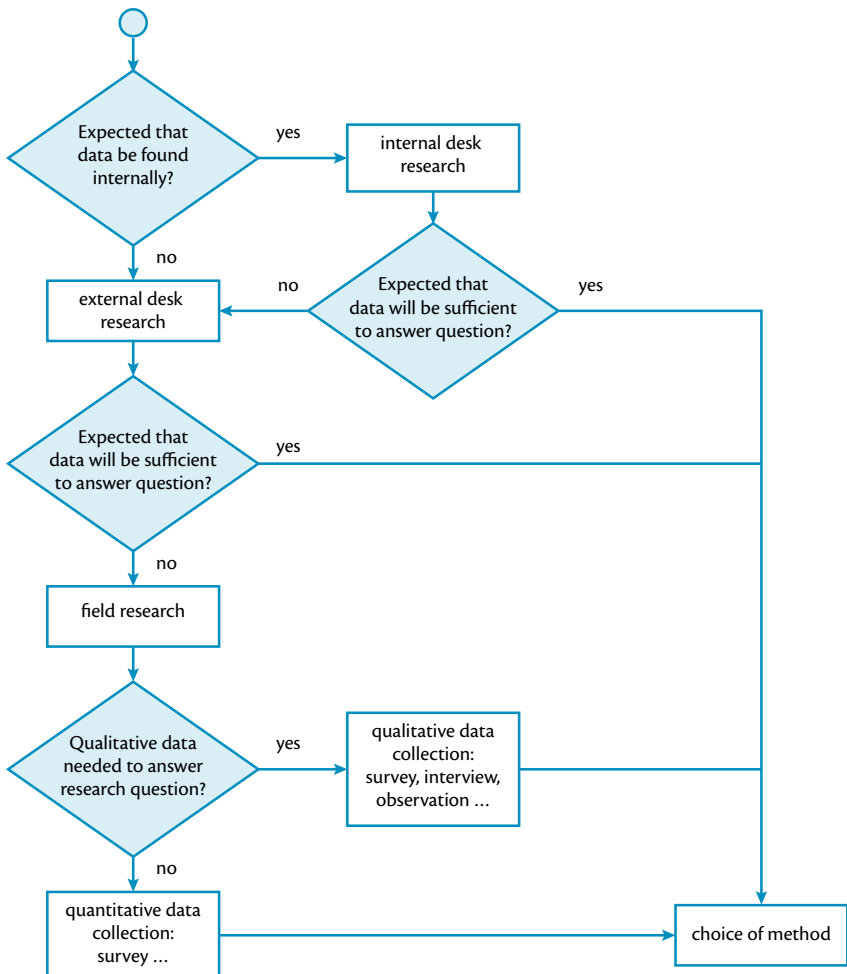 Expected that
data be found
internally?
yes
internal desk
research
no
external desk
research
no
Expected that
data will be sufficient
to answer question?
yes
Expected that
data will be sufficient
to answer question?
yes
no
field research
Qualitative data
needed to answer
research question?
yes
qualitative data
collection:
survey, interview,
observation ...
no
quantitative data
collection:
survey ...
choice of method